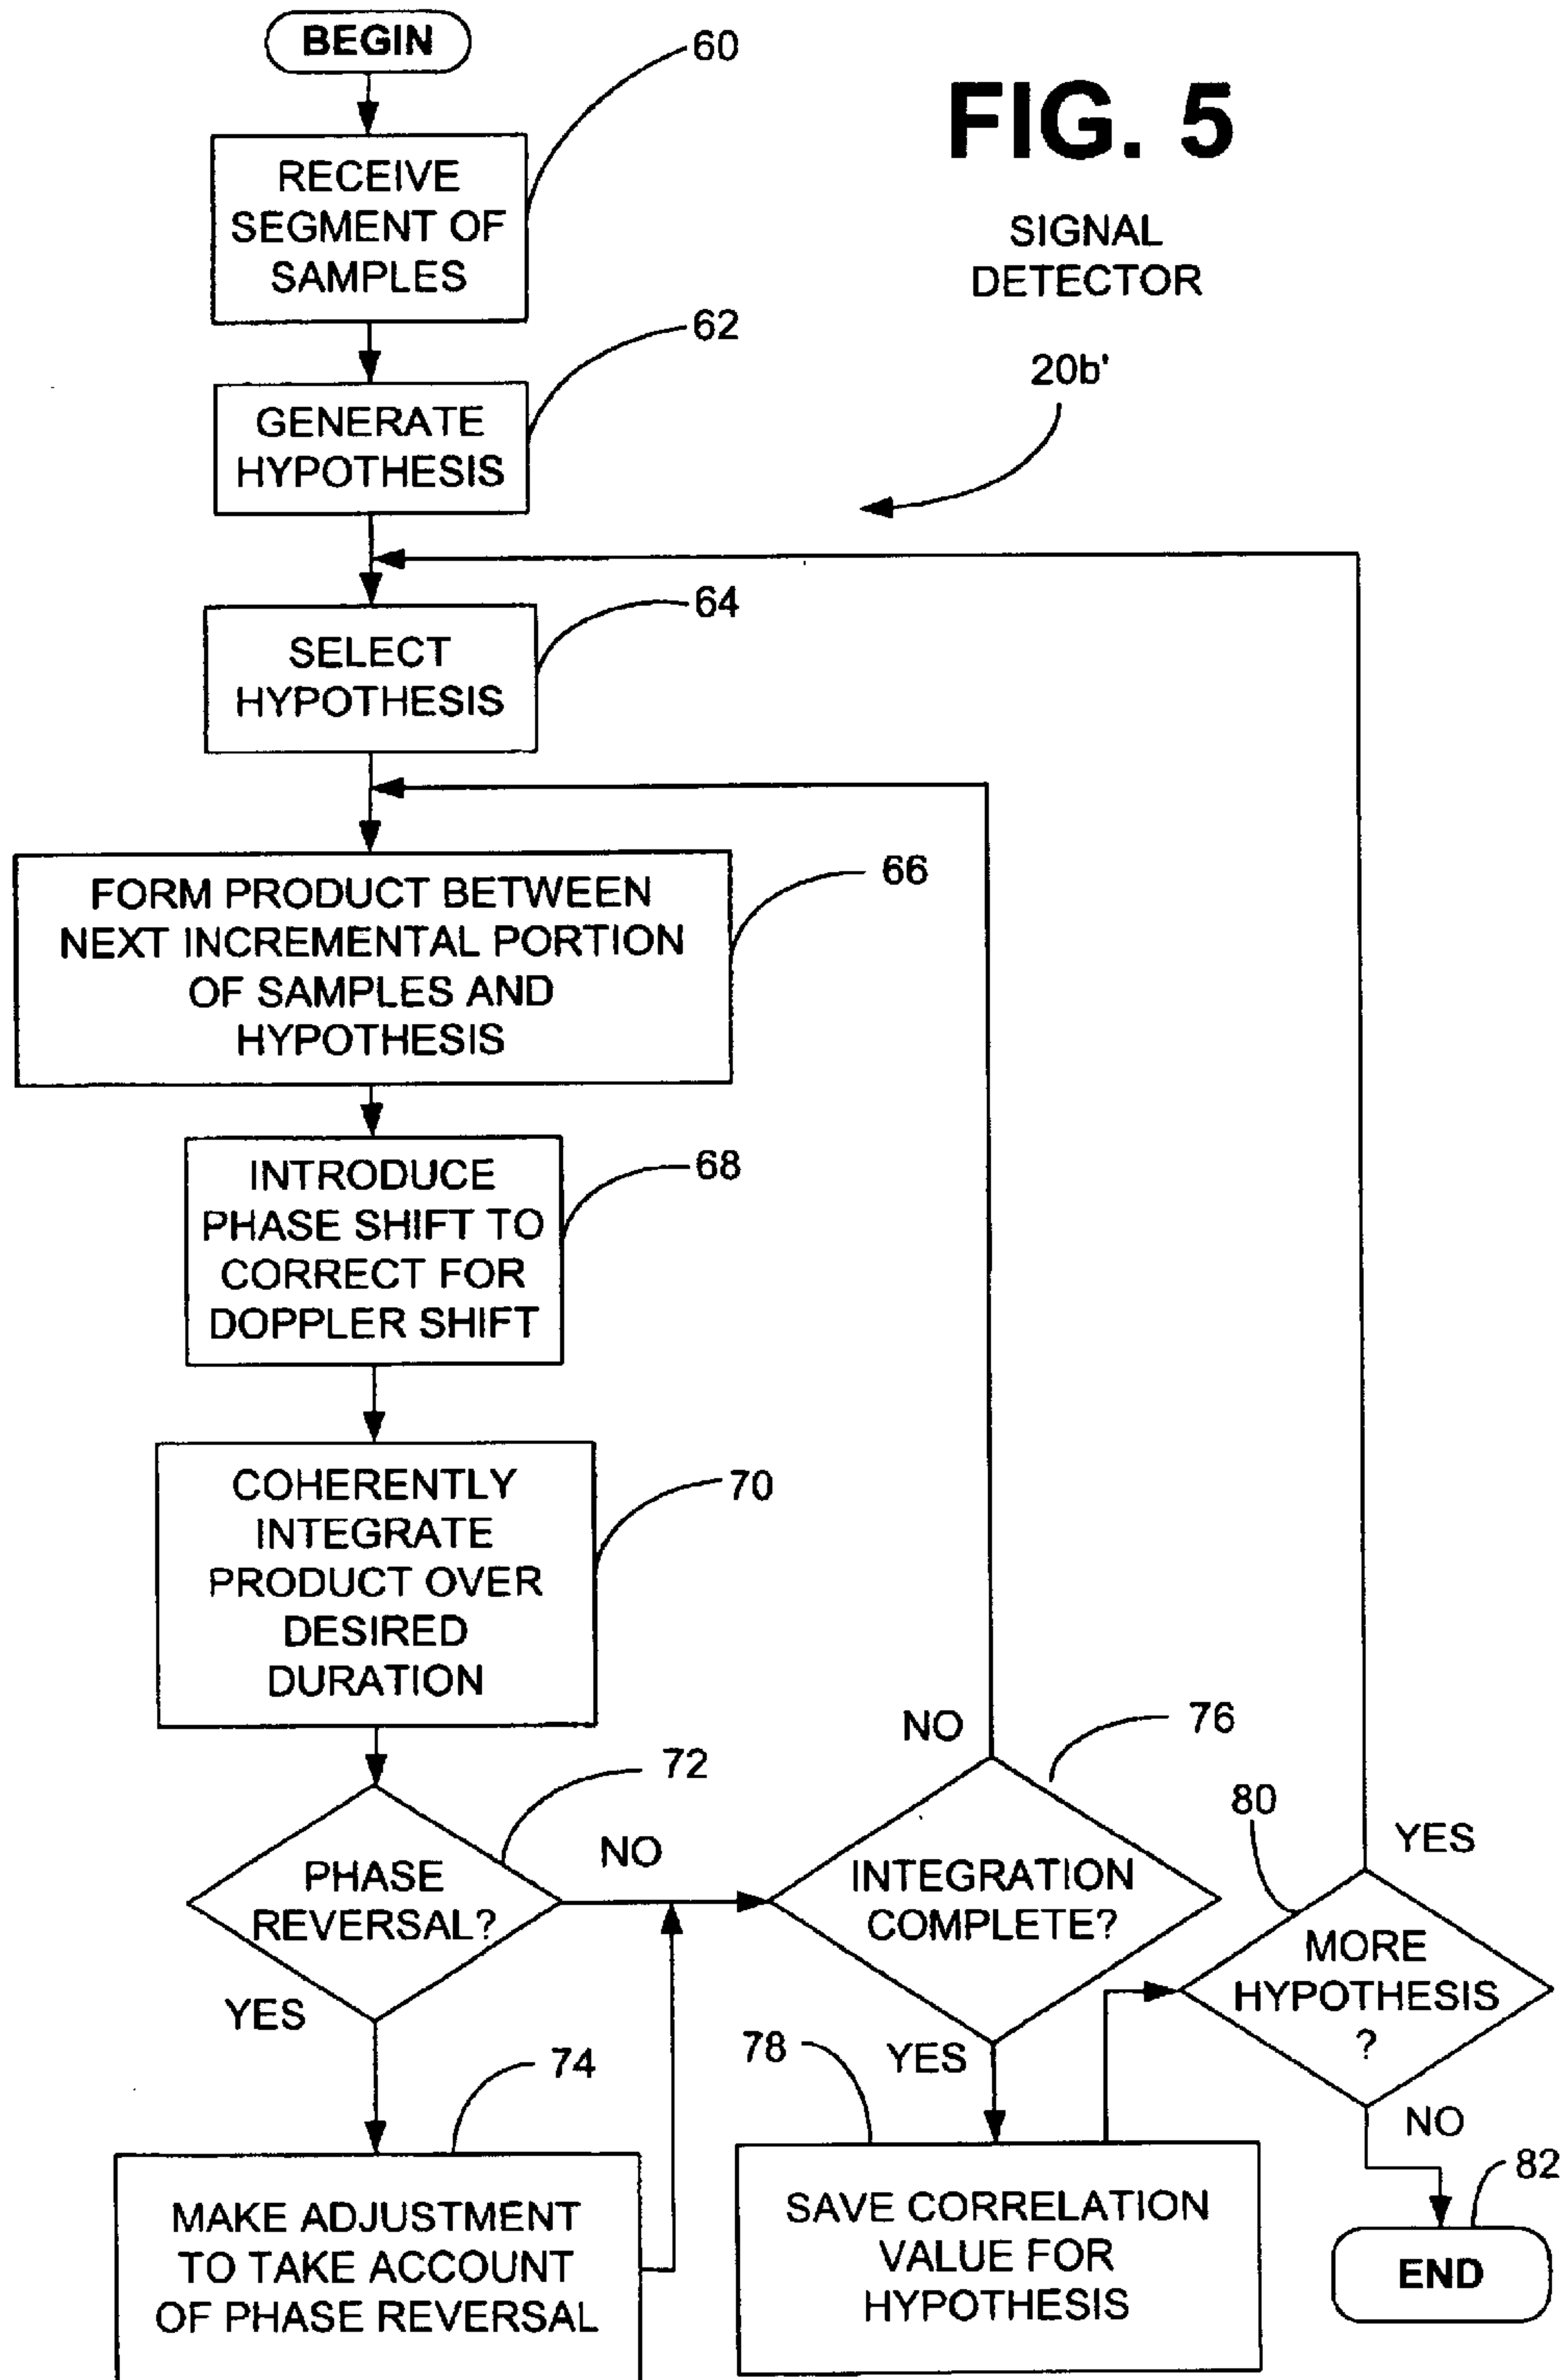 BEGIN
60
FIG. 5
RECEIVE
SEGMENT OF
SAMPLES
SIGNAL
DETECTOR
62
20b'
GENERATE
HYPOTHESIS
64
SELECT
HYPOTHESIS
66
FORM PRODUCT BETWEEN
NEXT INCREMENTAL PORTION
OF SAMPLES AND
HYPOTHESIS
68
INTRODUCE
PHASE SHIFT TO
CORRECT FOR
DOPPLER SHIFT
70
COHERENTLY
INTEGRATE
PRODUCT OVER
DESIRED
DURATION
72
PHASE
REVERSAL?
NO
YES
74
MAKE ADJUSTMENT
TO TAKE ACCOUNT
OF PHASE REVERSAL
76
NO
INTEGRATION
COMPLETE?
YES
78
SAVE CORRELATION
VALUE FOR
HYPOTHESIS
80
YES
MORE
HYPOTHESIS
?
NO
82
END